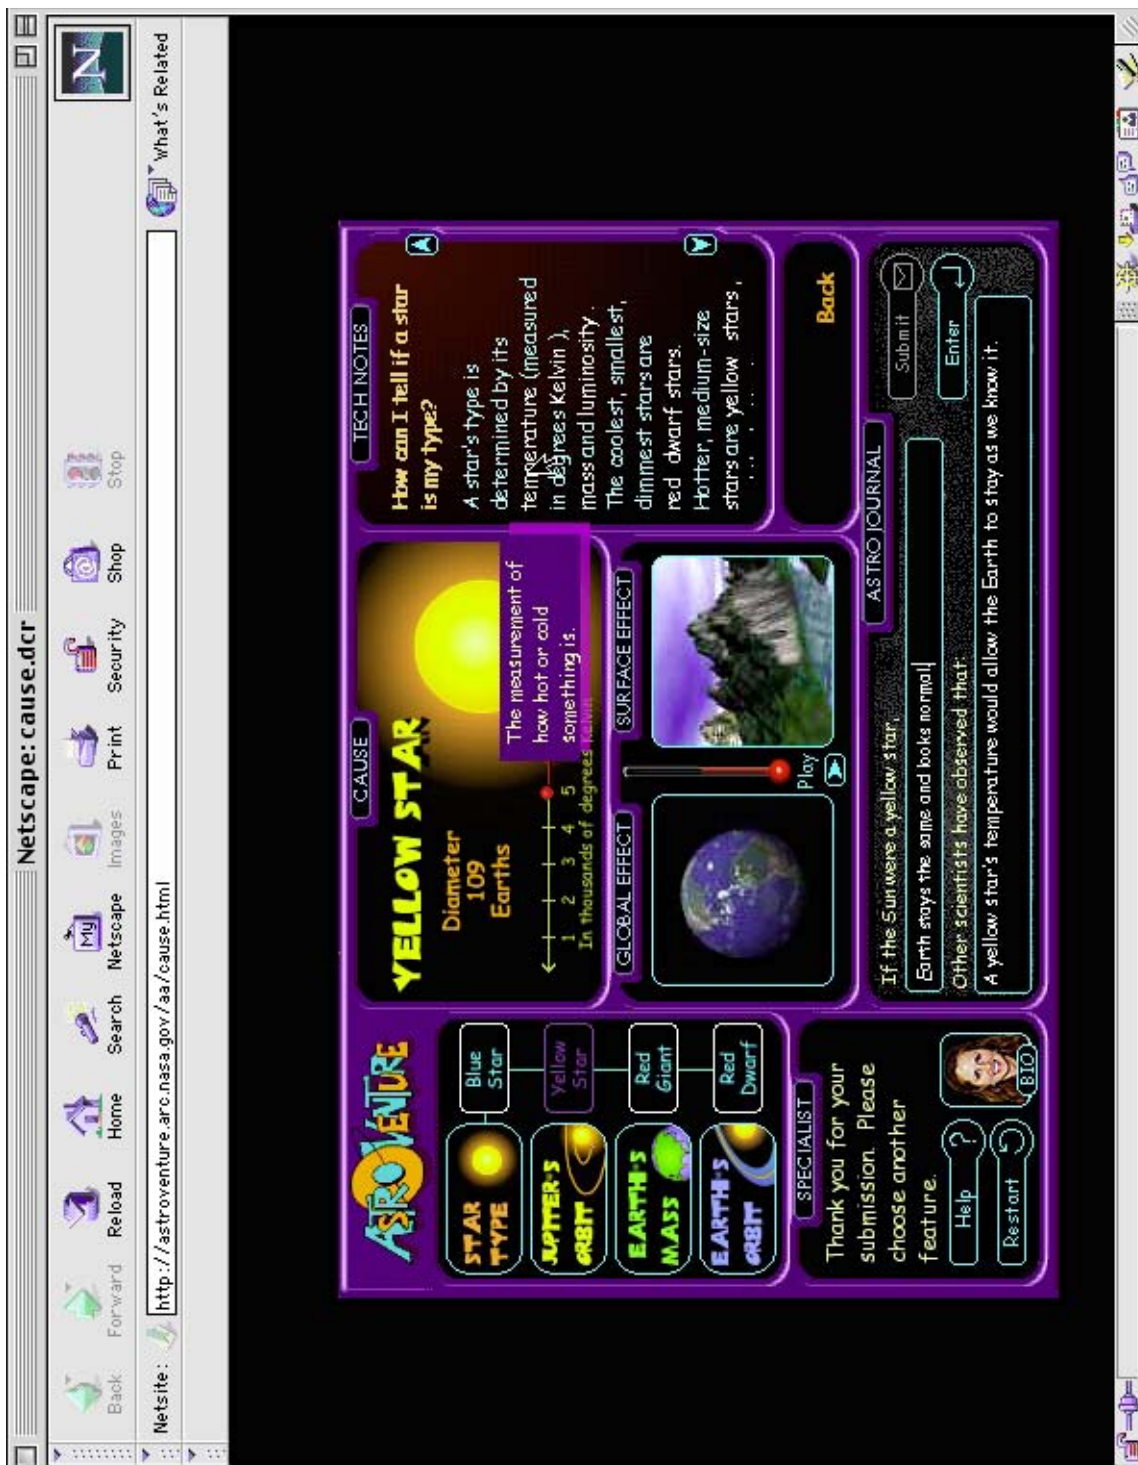 Netscape: cause.dcr
Back Forward Reload Home Search Netscape Images Print Security Shop Stop
My
N
Netsite: http://astroventure.arc.nasa.gov/aa/cause.html
What's Related
ASTROVENTURE
STAR
TYPE
JUPITER'S
ORBIT
EARTH'S
MASS
EARTH'S
ORBIT
Blue
Star
Yellow
Star
Red
Giant
Red
Dwarf
SPECIALIST
Thank you for your
submission. Please
choose another
feature.
Help ?
Restart
BIO
CAUSE
YELLOW STAR
Diameter
109
Earths
1 2 3 4 5
In thousands of degrees Kelvin
The measurement of
how hot or cold
something is.
GLOBAL EFFECT
Play
SURFACE EFFECT
TECH NOTES
How can I tell if a star
is my type?
A star's type is
determined by its
temperature (measured
in degrees Kelvin ),
mass and luminosity.
The coolest, smallest,
dimmest stars are
red dwarf stars.
Hotter, medium-size
stars are yellow stars,
Back
ASTRO JOURNAL
If the Sun were a yellow star,
Earth stays the same and looks normal
Other scientists have observed that:
A yellow star's temperature would allow the Earth to stay as we know it.
Submit
Enter